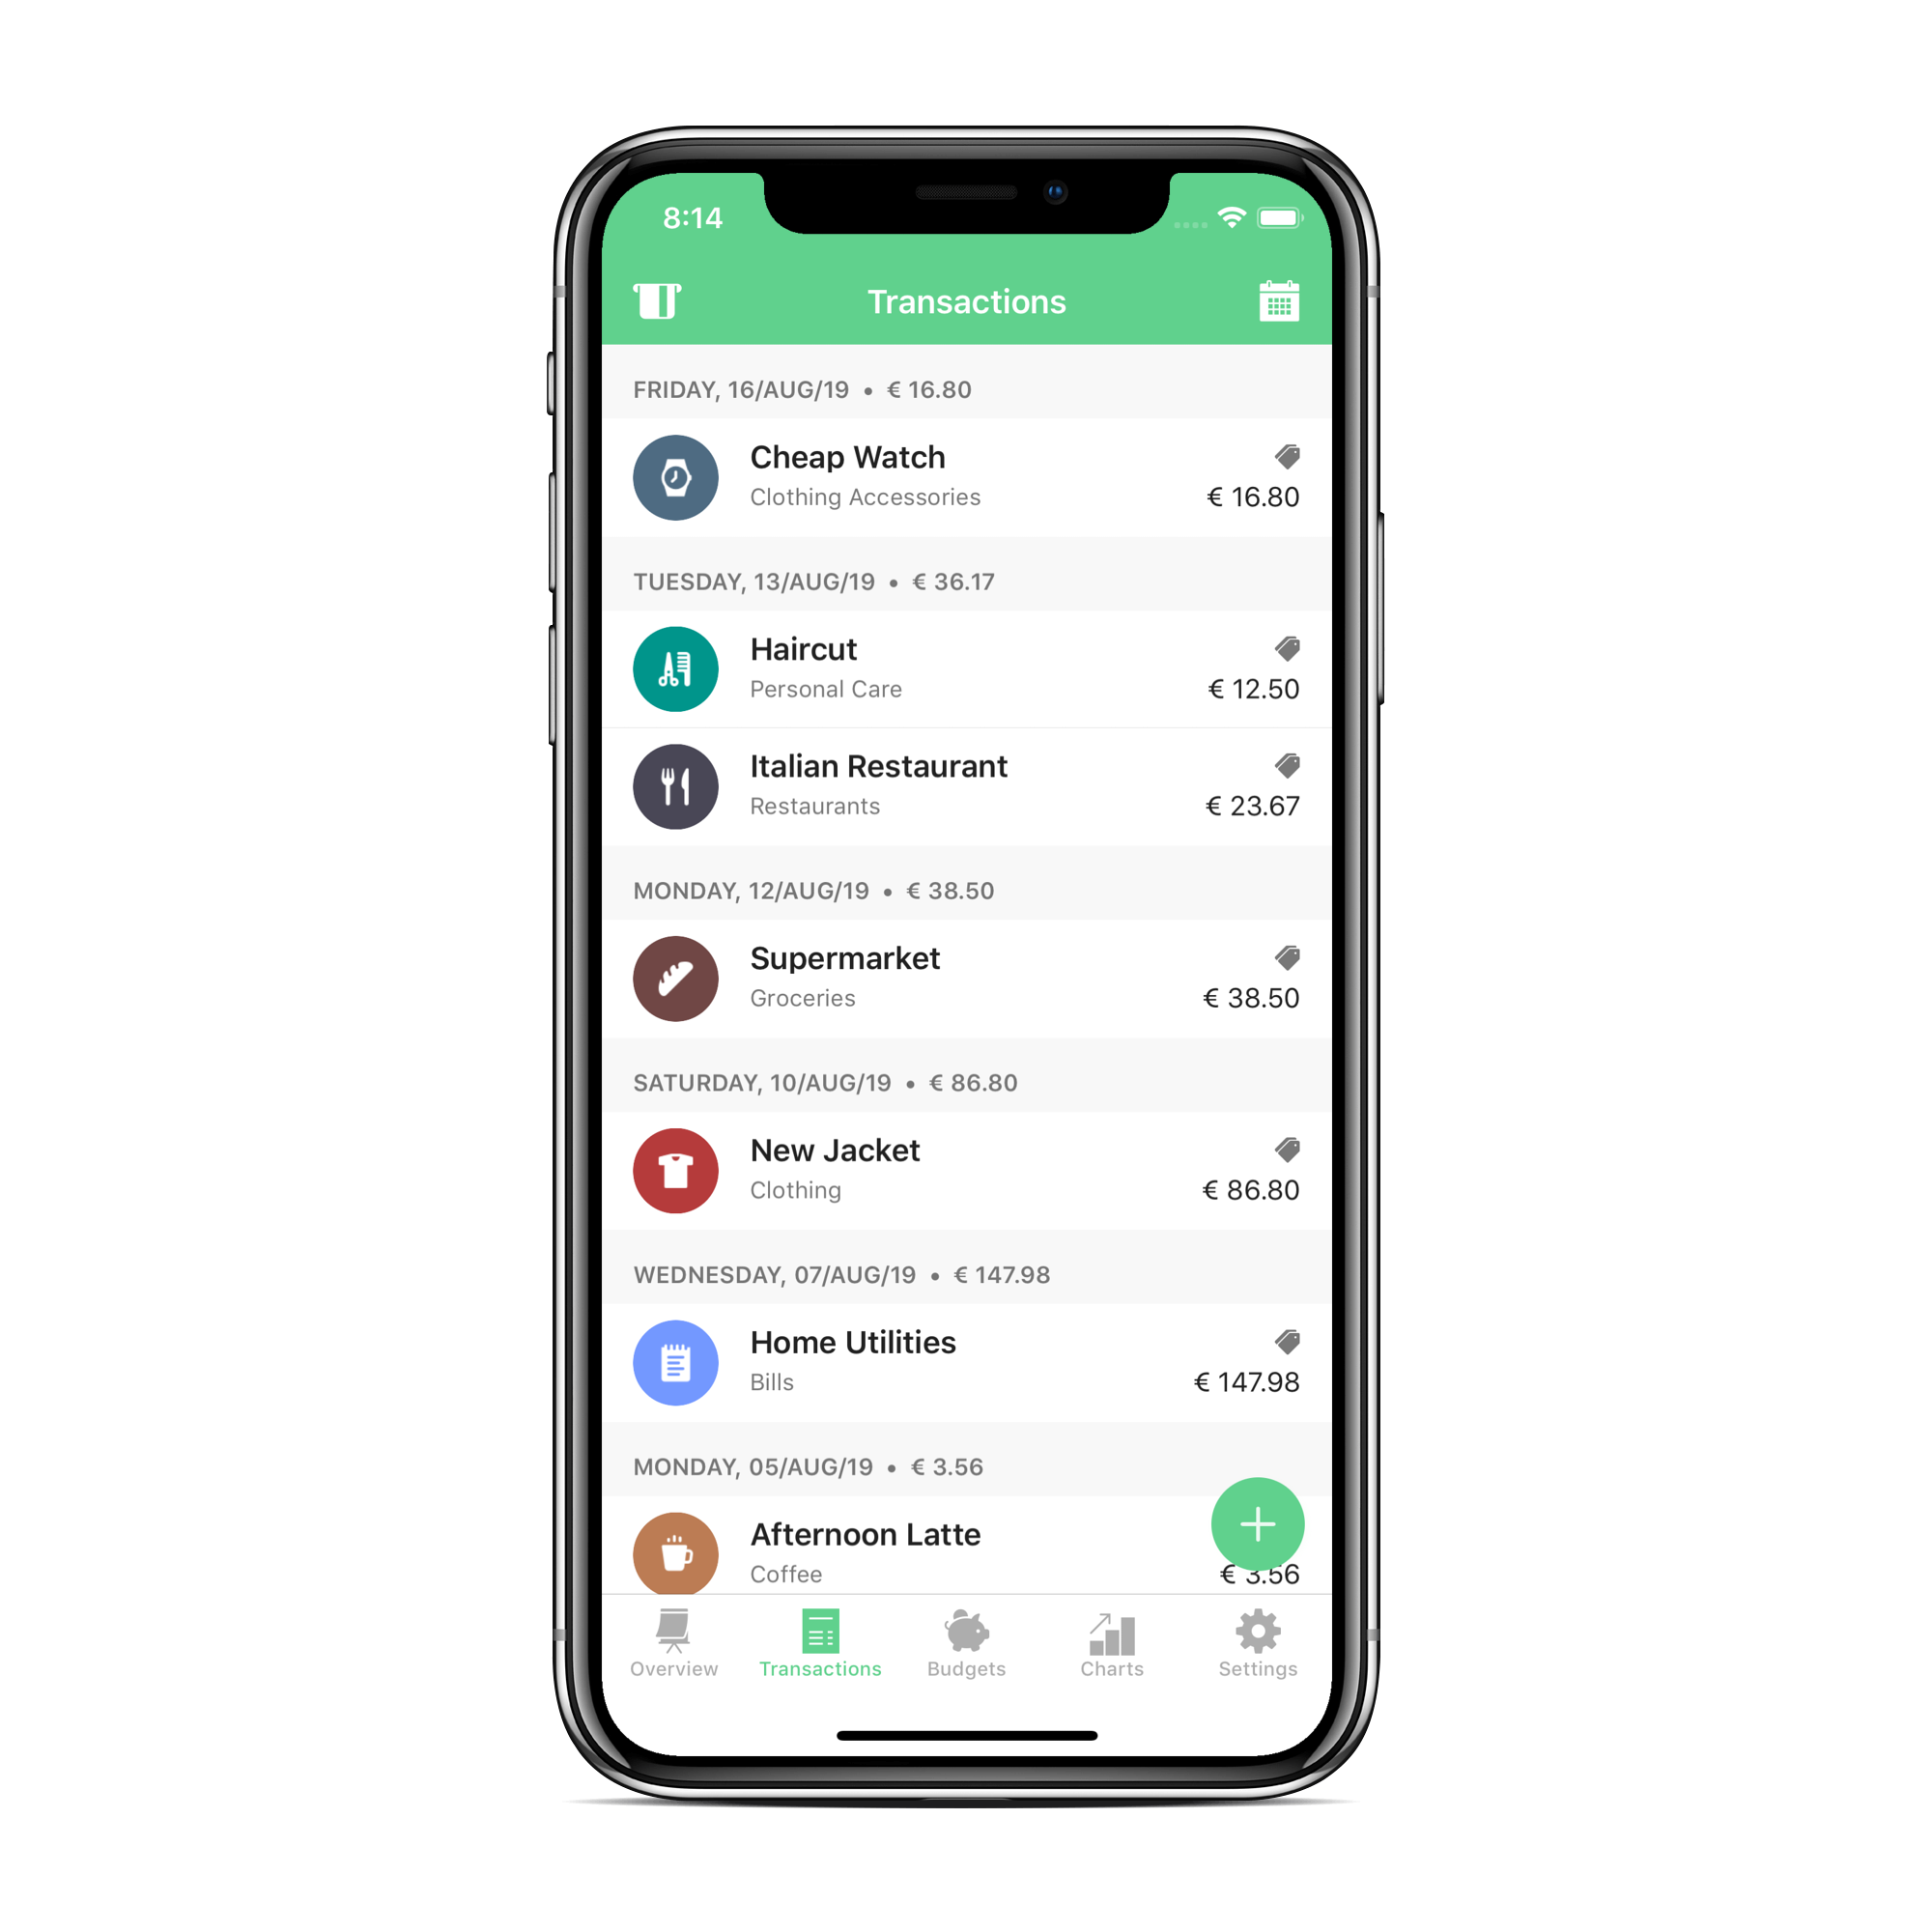 8:14
Transactions
FRIDAY, 16/AUG/19 • € 16.80
Cheap Watch
Clothing Accessories
€ 16.80
TUESDAY, 13/AUG/19 • € 36.17
Haircut
Personal Care
€ 12.50
Italian Restaurant
Restaurants
€ 23.67
MONDAY, 12/AUG/19 • € 38.50
Supermarket
Groceries
€ 38.50
SATURDAY, 10/AUG/19 • € 86.80
New Jacket
Clothing
€ 86.80
WEDNESDAY, 07/AUG/19 • € 147.98
Home Utilities
Bills
€ 147.98
MONDAY, 05/AUG/19 • € 3.56
Afternoon Latte
Coffee
€ 3.56
Overview
Transactions
Budgets
Charts
Settings